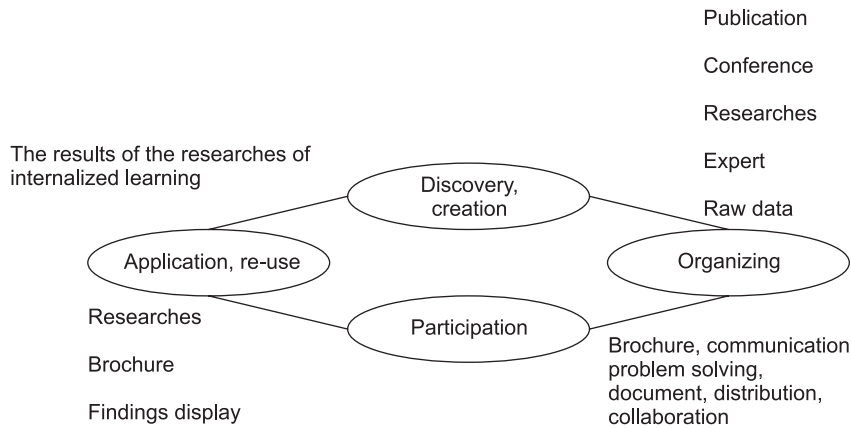 Publication
Conference
Researches
Expert
Raw data
The results of the researches of
internalized learning
Discovery,
creation
Application, re-use
Organizing
Participation
Researches
Brochure
Findings display
Brochure, communication
problem solving,
document, distribution,
collaboration